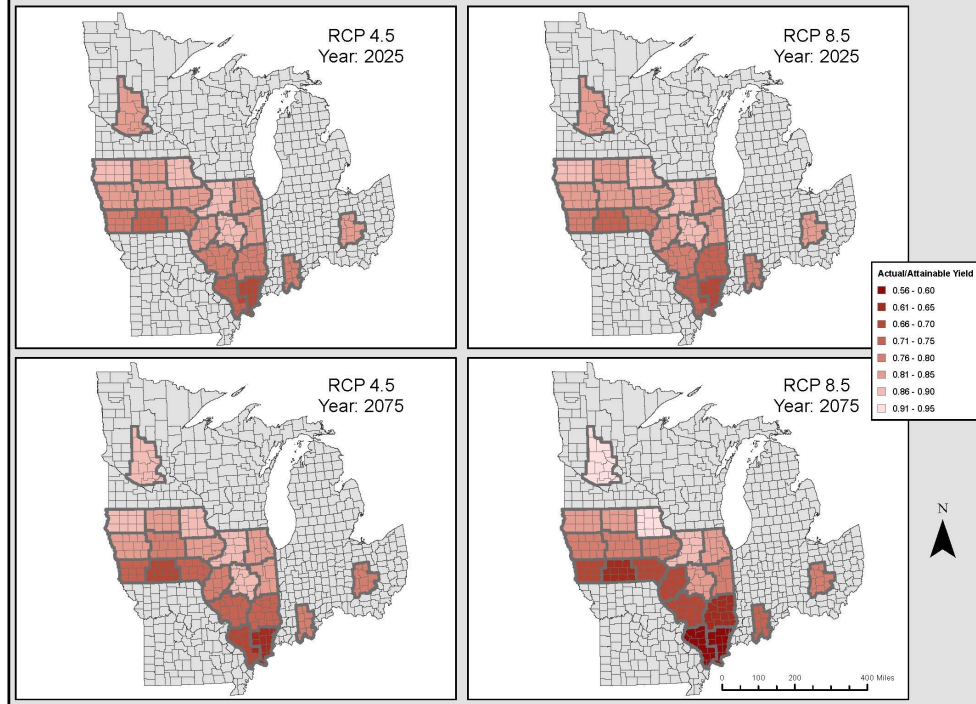 RCP 4.5
Year: 2025
RCP 8.5
Year: 2025
Actual/Attainable Yield
0.56 - 0.60
0.61 - 0.65
0.66 - 0.70
0.71 - 0.75
0.76 - 0.80
0.81 - 0.85
0.86 - 0.90
0.91 - 0.95
RCP 4.5
Year: 2075
RCP 8.5
Year: 2075
N
0 100 200 400 Miles